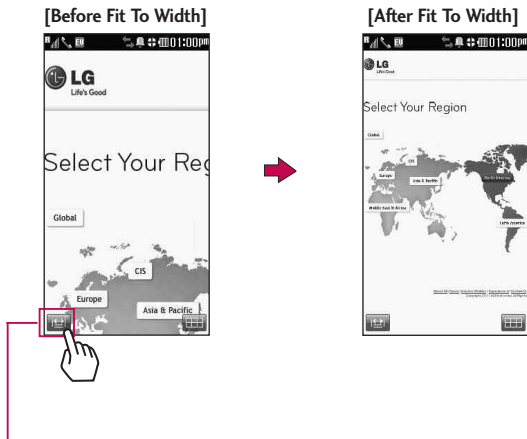 [Before Fit To Width]
EV 01:00pm
LG
Life's Good
Select Your Reg
Global
CIS
Europe
Asia & Pacific
[After Fit To Width]
EV 01:00pm
LG
Life's Good
Select Your Region
Global
CIS
Europe
Asia & Pacific
North America
Middle East & Africa
Latin America